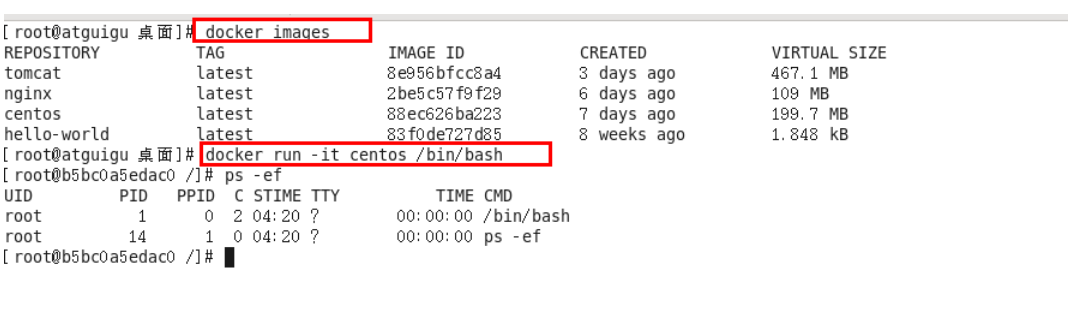 [root@atguigu 桌面]# docker images
REPOSITORY TAG IMAGE ID CREATED VIRTUAL SIZE
tomcat latest 8e956bfcc8a4 3 days ago 467.1 MB
nginx latest 2be5c57f9f29 6 days ago 109 MB
centos latest 88ec626ba223 7 days ago 199.7 MB
hello-world latest 83f0de727d85 8 weeks ago 1.848 kB
[root@atguigu 桌面]# docker run -it centos /bin/bash
[root@b5bc0a5edac0 /]# ps -ef
UID PID PPID C STIME TTY TIME CMD
root 1 0 2 04:20 ? 00:00:00 /bin/bash
root 14 1 0 04:20 ? 00:00:00 ps -ef
[root@b5bc0a5edac0 /]#